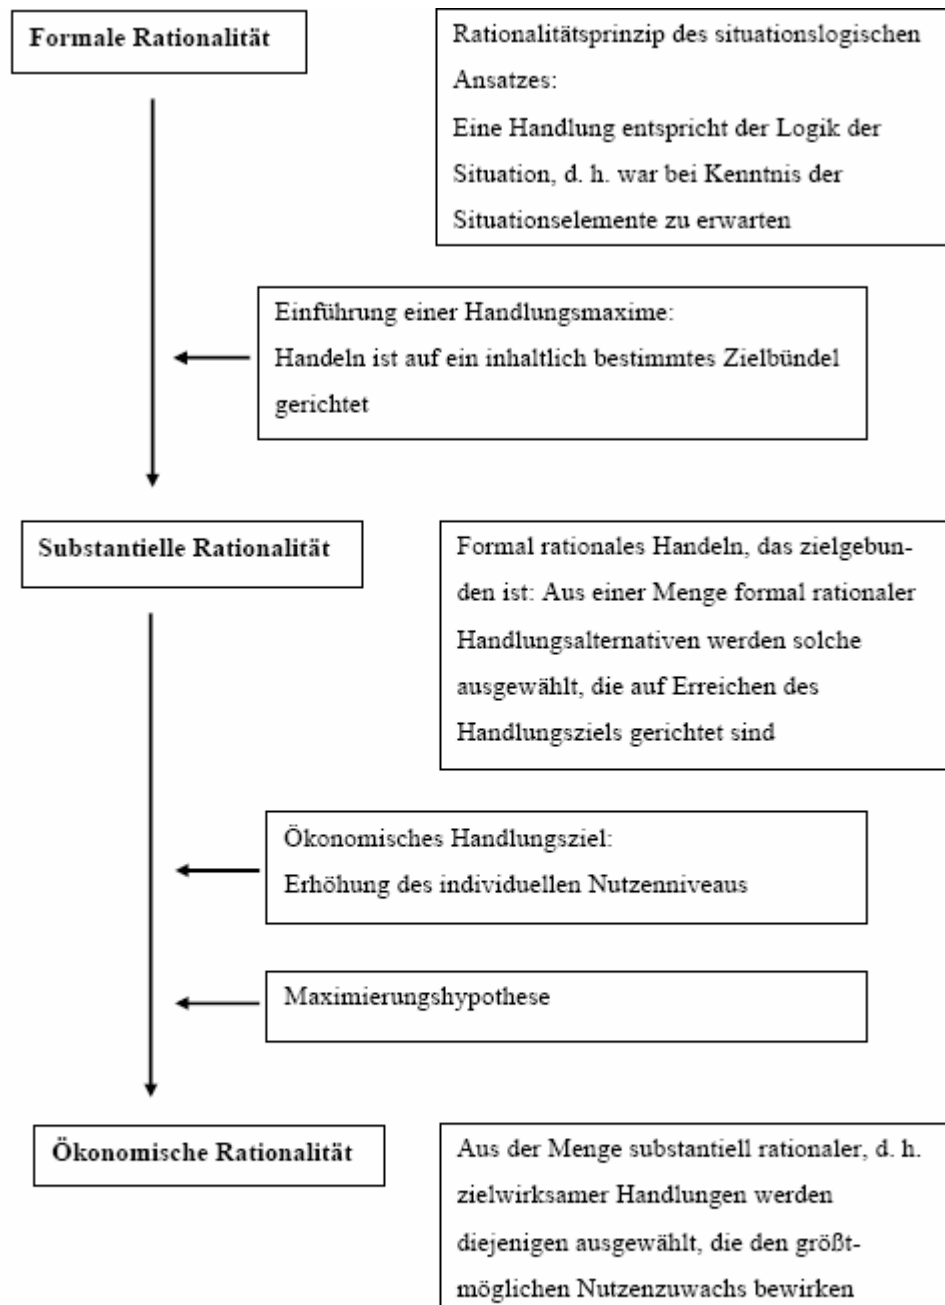 Formale Rationalität
Rationalitätsprinzip des situationslogischen
Ansatzes:
Eine Handlung entspricht der Logik der
Situation, d. h. war bei Kenntnis der
Situationselemente zu erwarten
Einführung einer Handlungsmaxime:
Handeln ist auf ein inhaltlich bestimmtes Zielbündel
gerichtet
Substantielle Rationalität
Formal rationales Handeln, das zielgebun-
den ist: Aus einer Menge formal rationaler
Handlungsalternativen werden solche
ausgewählt, die auf Erreichen des
Handlungsziels gerichtet sind
Ökonomisches Handlungsziel:
Erhöhung des individuellen Nutzenniveaus
Maximierungshypothese
Ökonomische Rationalität
Aus der Menge substantiell rationaler, d. h.
zielwirksamer Handlungen werden
diejenigen ausgewählt, die den größt-
möglichen Nutzenzuwachs bewirken